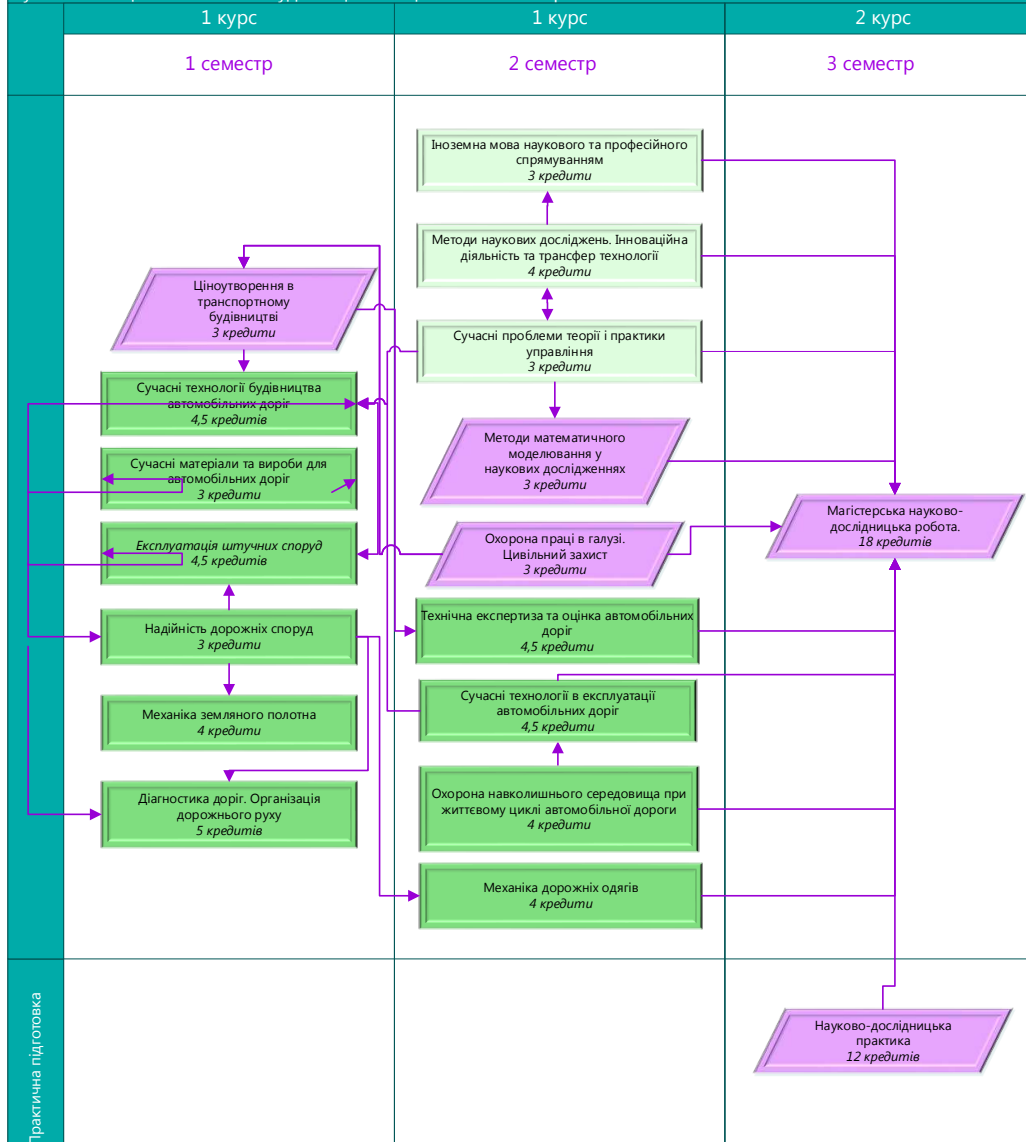 1 курс
1 курс
2 курс
1 семестр
2 семестр
3 семестр
Ціноутворення в
транспортному
будівництві
3 кредити
Сучасні технології будівництва
автомобільних доріг
4,5 кредитів
Сучасні матеріали та вироби для
автомобільних доріг
3 кредити
Експлуатація штучних споруд
4,5 кредитів
Надійність дорожніх споруд
3 кредити
Механіка земляного полотна
4 кредити
Діагностика доріг. Організація
дорожнього руху
5 кредитів
Іноземна мова наукового та професійного
спрямуванням
3 кредити
Методи наукових досліджень. Інноваційна
діяльність та трансфер технології
4 кредити
Сучасні проблеми теорії і практики
управління
3 кредити
Методи математичного
моделювання у
наукових дослідженнях
3 кредити
Охорона праці в галузі.
Цивільний захист
3 кредити
Технічна експертиза та оцінка автомобільних
доріг
4,5 кредити
Сучасні технології в експлуатації
автомобільних доріг
4,5 кредити
Охорона навколишнього середовища при
життєвому циклі автомобільної дороги
4 кредити
Механіка дорожніх одягів
4 кредити
Магістерська науково-
дослідницька робота.
18 кредитів
Практична підготовка
Науково-дослідницька
практика
12 кредитів